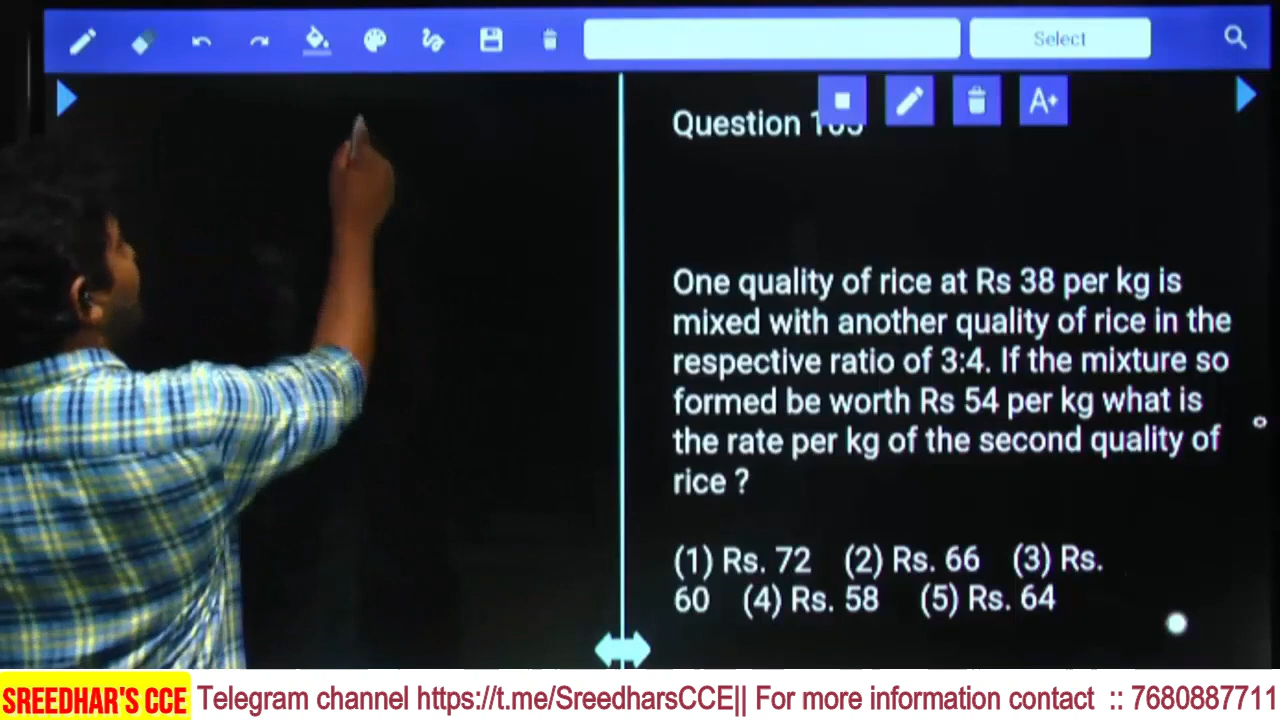 Select
A+
Question
One quality of rice at Rs 38 per kg is
mixed with another quality of rice in the
respective ratio of 3:4. If the mixture so
formed be worth Rs 54 per kg what is
the rate per kg of the second quality of
rice ?
(1) Rs. 72 (2) Rs. 66 (3) Rs.
60 (4) Rs. 58 (5) Rs. 64
SREEDHAR'S CCE Telegram channel https://t.me/SreedharsCCE|| For more information contact :: 7680887711